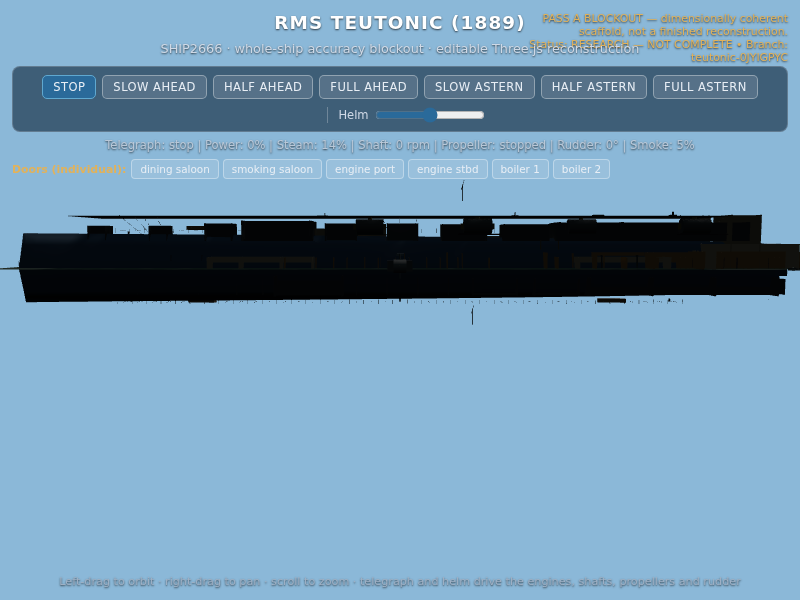 RMS TEUTONIC (1889)
SHIP2666 · whole-ship accuracy blockout · editable Three.js reconstruction
PASS A BLOCKOUT — dimensionally coherent
scaffold, not a finished reconstruction.
Status: RESEARCH — NOT COMPLETE • Branch:
teutonic-0JYIGPYC
STOP
SLOW AHEAD
HALF AHEAD
FULL AHEAD
SLOW ASTERN
HALF ASTERN
FULL ASTERN
Helm
Telegraph: stop | Power: 0% | Steam: 14% | Shaft: 0 rpm | Propeller: stopped | Rudder: 0° | Smoke: 5%
Doors (individual):
dining saloon
smoking saloon
engine port
engine stbd
boiler 1
boiler 2
Left-drag to orbit · right-drag to pan · scroll to zoom · telegraph and helm drive the engines, shafts, propellers and rudder